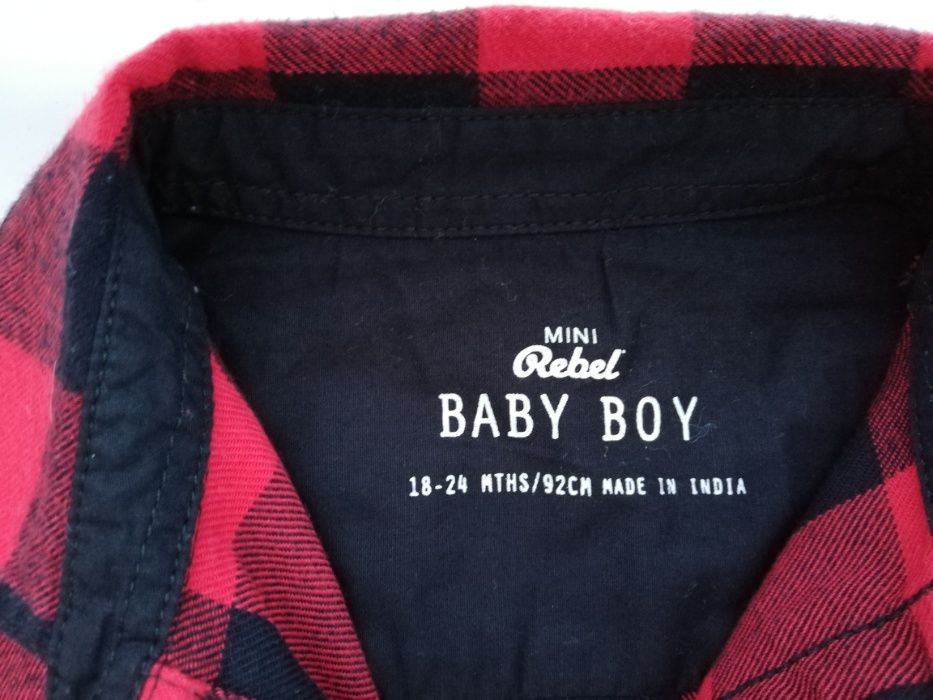 MINI
Rebel
BABY BOY
18-24 MTHS/92CM MADE IN INDIA